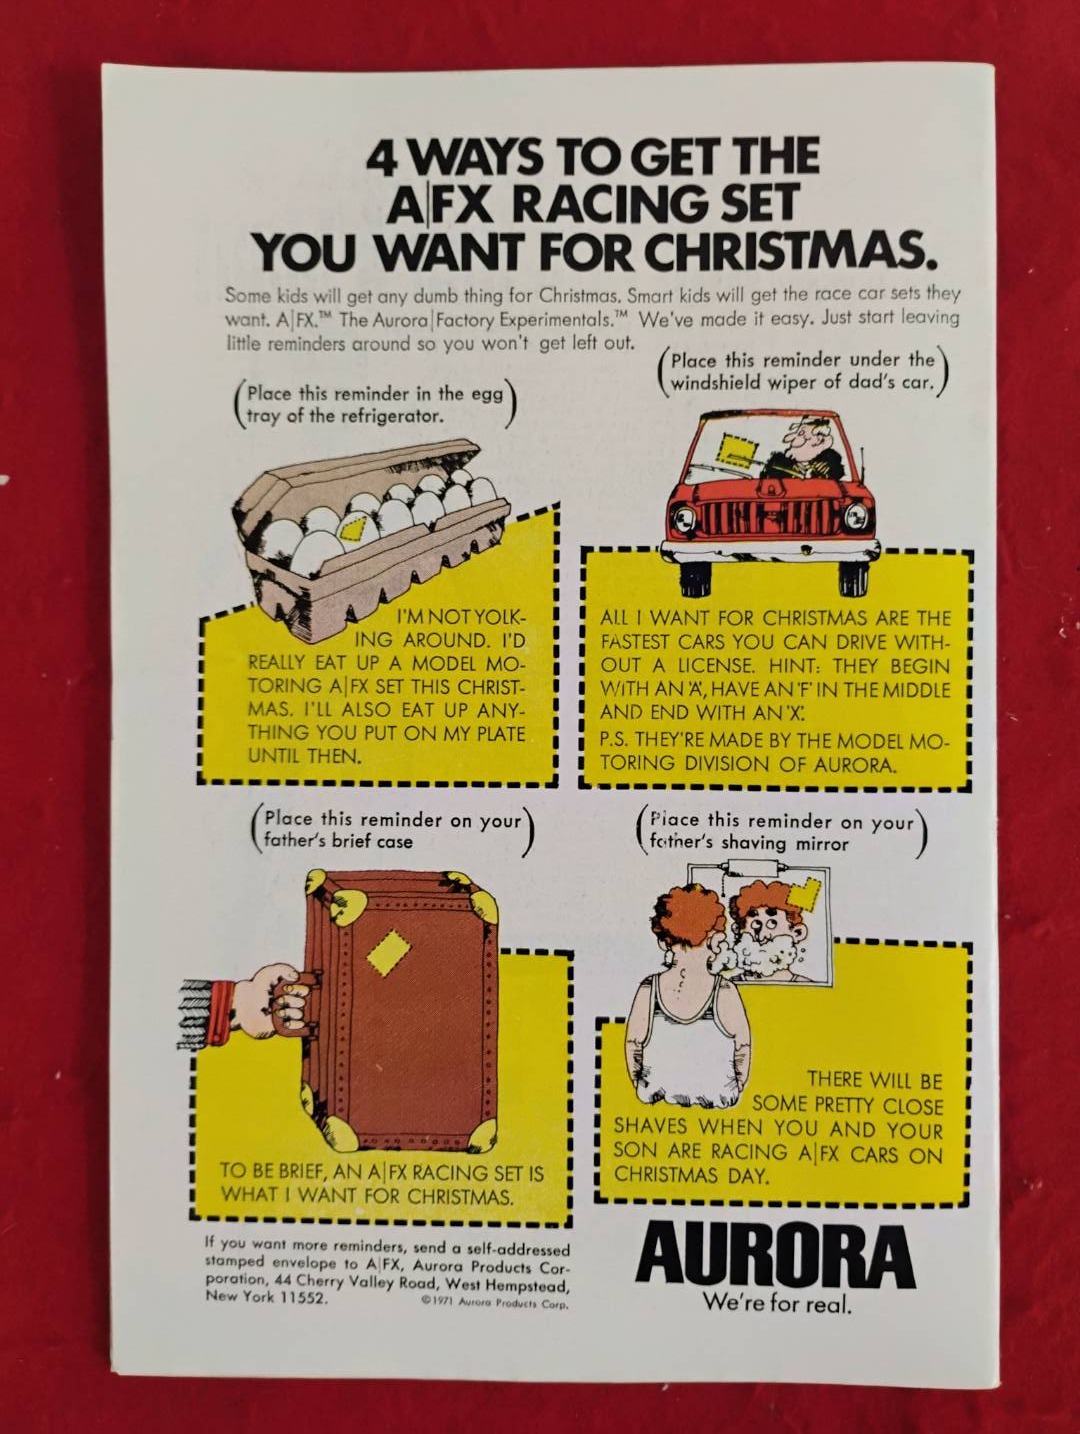 4 WAYS TO GET THE
A|FX RACING SET
YOU WANT FOR CHRISTMAS.
Some kids will get any dumb thing for Christmas. Smart kids will get the race car sets they
want. A|FX.™ The Aurora|Factory Experimentals.™ We've made it easy. Just start leaving
little reminders around so you won't get left out.
(Place this reminder in the egg
tray of the refrigerator.)
I'M NOT YOLK-
ING AROUND. I'D
REALLY EAT UP A MODEL MO-
TORING A|FX SET THIS CHRIST-
MAS. I'LL ALSO EAT UP ANY-
THING YOU PUT ON MY PLATE
UNTIL THEN.
(Place this reminder under the
windshield wiper of dad's car.)
ALL I WANT FOR CHRISTMAS ARE THE
FASTEST CARS YOU CAN DRIVE WITH-
OUT A LICENSE. HINT: THEY BEGIN
WITH AN 'A', HAVE AN 'F' IN THE MIDDLE
AND END WITH AN 'X'.
P.S. THEY'RE MADE BY THE MODEL MO-
TORING DIVISION OF AURORA.
(Place this reminder on your
father's brief case)
TO BE BRIEF, AN A|FX RACING SET IS
WHAT I WANT FOR CHRISTMAS.
(Place this reminder on your
father's shaving mirror)
THERE WILL BE
SOME PRETTY CLOSE
SHAVES WHEN YOU AND YOUR
SON ARE RACING A|FX CARS ON
CHRISTMAS DAY.
If you want more reminders, send a self-addressed
stamped envelope to A|FX, Aurora Products Cor-
poration, 44 Cherry Valley Road, West Hempstead,
New York 11552. ©1971 Aurora Products Corp.
AURORA
We're for real.